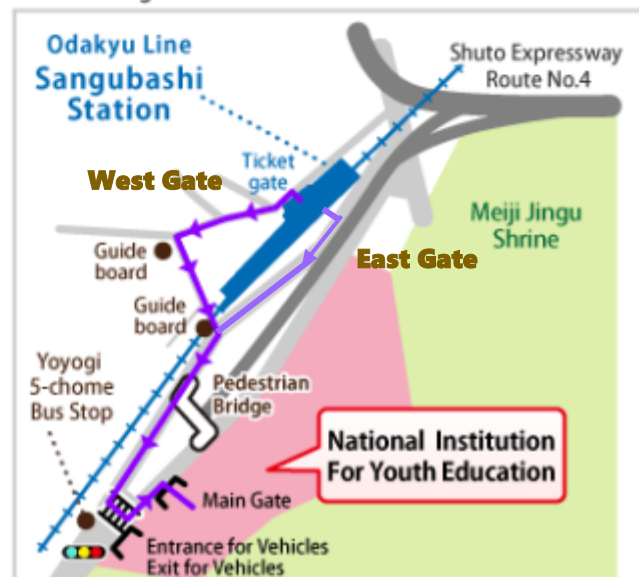 Odakyu Line
Sangubashi
Station
Shuto Expressway
Route No.4
Ticket
gate
West Gate
Meiji Jingu
Shrine
Guide
board
East Gate
Guide
board
Yoyogi
5-chome
Bus Stop
Pedestrian
Bridge
National Institution
For Youth Education
Main Gate
Entrance for Vehicles
Exit for Vehicles